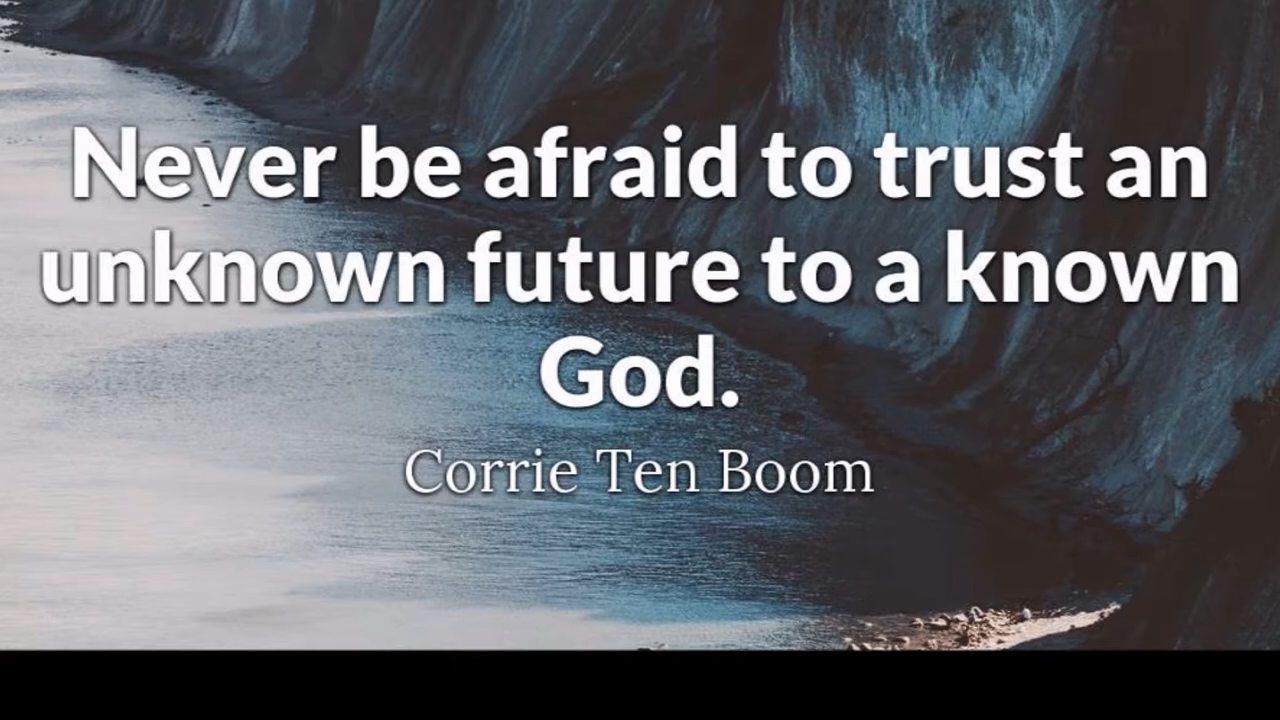 Never be afraid to trust an
unknown future to a known
God.
Corrie Ten Boom